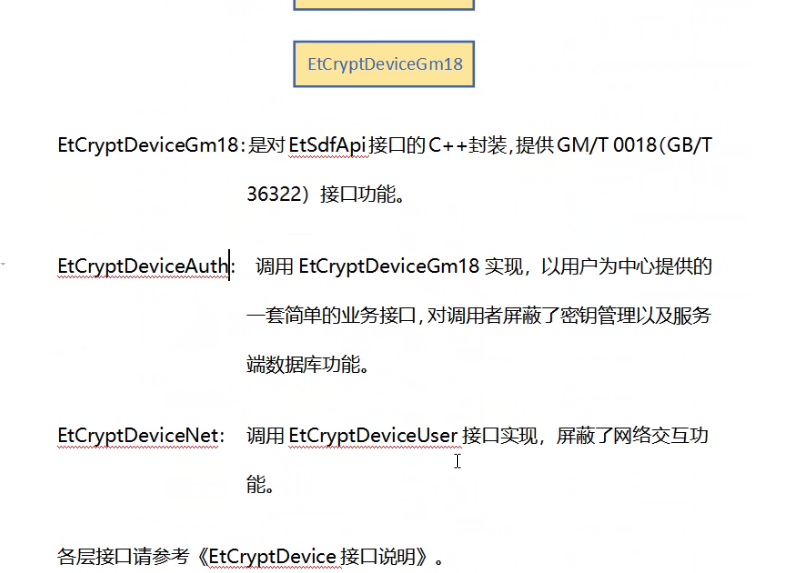 EtCryptDeviceGm18
EtCryptDeviceGm18：是对 EtSdfApi 接口的 C++封装，提供 GM/T 0018（GB/T
36322）接口功能。
EtCryptDeviceAuth： 调用 EtCryptDeviceGm18 实现，以用户为中心提供的
一套简单的业务接口，对调用者屏蔽了密钥管理以及服务
端数据库功能。
EtCryptDeviceNet： 调用 EtCryptDeviceUser 接口实现，屏蔽了网络交互功
能。
各层接口请参考《EtCryptDevice 接口说明》。